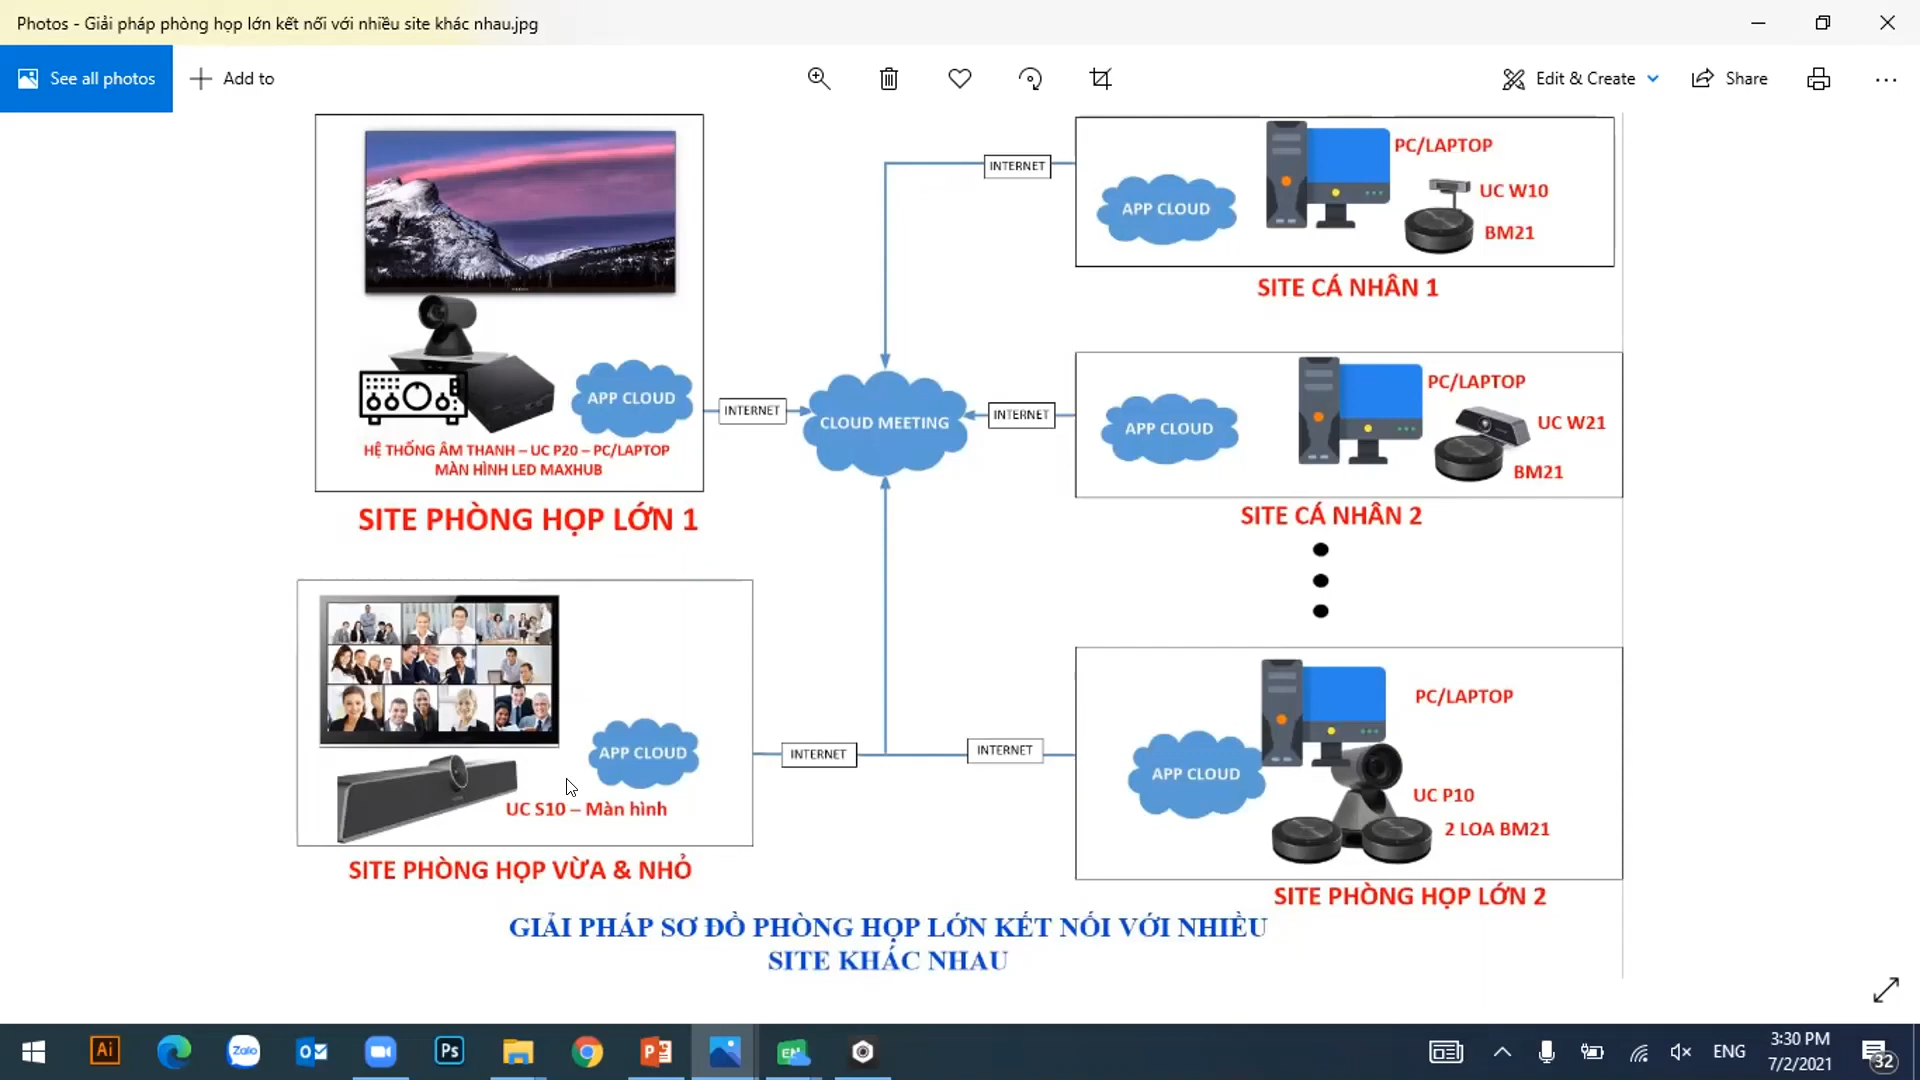 Photos - Giải pháp phòng họp lớn kết nối với nhiều site khác nhau.jpg
See all photos
Add to
Edit & Create
Share
INTERNET
PC/LAPTOP
UC W10
APP CLOUD
BM21
SITE CÁ NHÂN 1
APP CLOUD
INTERNET
CLOUD MEETING
INTERNET
HỆ THỐNG ÂM THANH – UC P20 – PC/LAPTOP
MÀN HÌNH LED MAXHUB
SITE PHÒNG HỌP LỚN 1
PC/LAPTOP
UC W21
APP CLOUD
BM21
SITE CÁ NHÂN 2
APP CLOUD
UC S10 – Màn hình
SITE PHÒNG HỌP VỪA & NHỎ
INTERNET
INTERNET
PC/LAPTOP
APP CLOUD
UC P10
2 LOA BM21
SITE PHÒNG HỌP LỚN 2
GIẢI PHÁP SƠ ĐỒ PHÒNG HỌP LỚN KẾT NỐI VỚI NHIỀU
SITE KHÁC NHAU
Ai
Zalo
Ps
EN
ENG
3:30 PM
7/2/2021
32